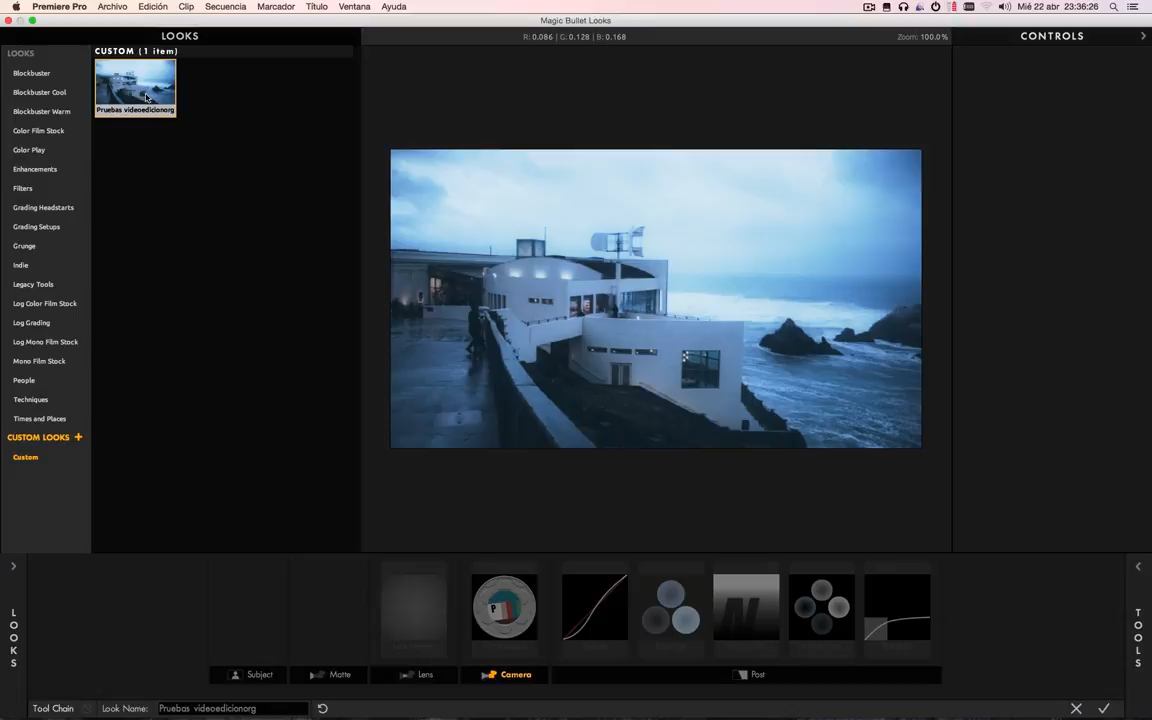 Premiere Pro Archivo Edición Clip Secuencia Marcador Título Ventana Ayuda Mié 22 abr 23:36:26
Magic Bullet Looks
LOOKS
R: 0.086 | G: 0.128 | B: 0.168
Zoom: 100.0%
CONTROLS
LOOKS
Blockbuster
Blockbuster Cool
Blockbuster Warm
Color Film Stock
Color Play
Enhancements
Filters
Grading Headstarts
Grading Setups
Grunge
Indie
Legacy Tools
Log Color Film Stock
Log Grading
Log Mono Film Stock
Mono Film Stock
People
Techniques
Times and Places
CUSTOM LOOKS +
Custom
CUSTOM (1 item)
Pruebas videoedicionorg
LOOKS
P
N
TOOLS
Subject
Matte
Lens
Camera
Post
Tool Chain
Look Name:
Pruebas videoedicionorg